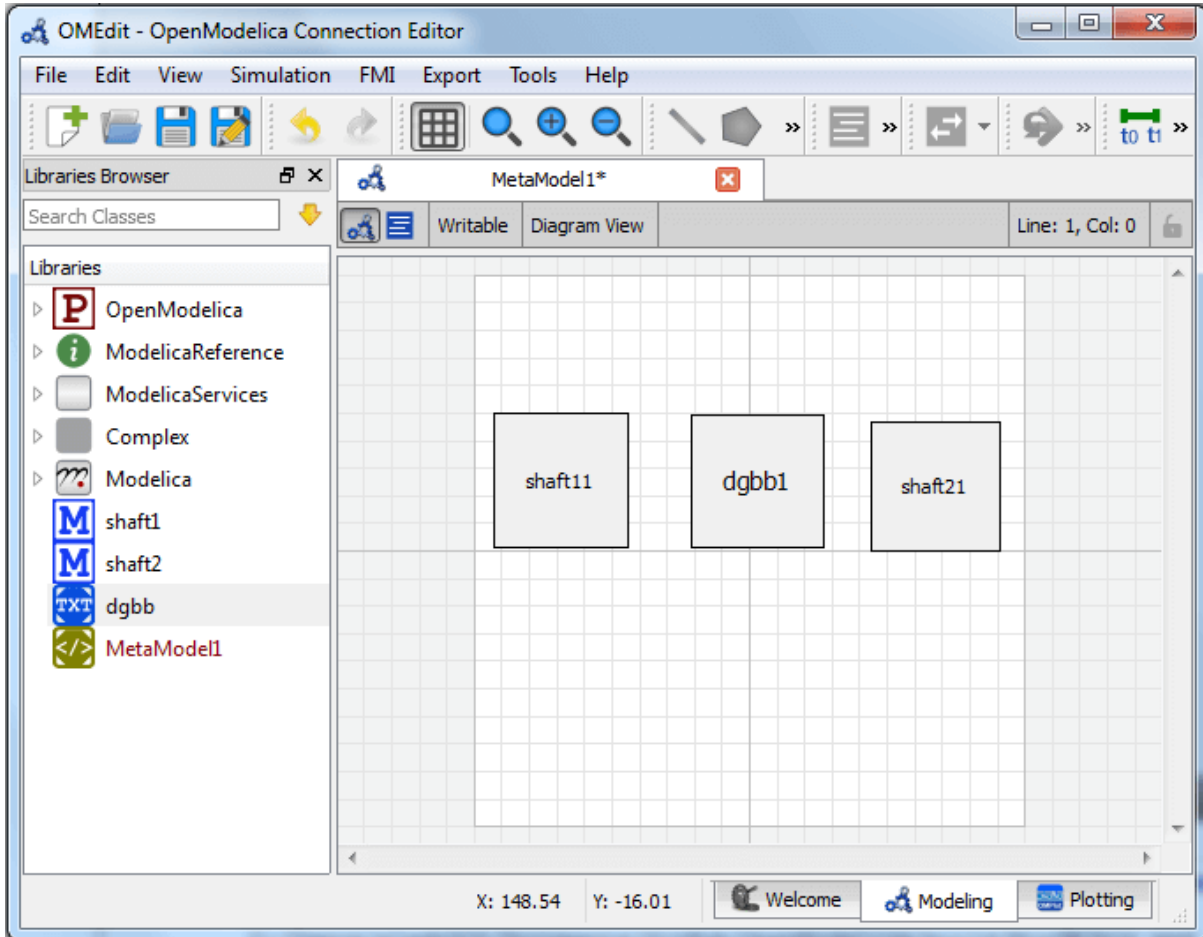 OMEdit - OpenModelica Connection Editor
File Edit View Simulation FMI Export Tools Help
t0 t1
Libraries Browser
MetaModel1*
Search Classes
Writable Diagram View Line: 1, Col: 0
Libraries
P OpenModelica
i ModelicaReference
ModelicaServices
Complex
Modelica
M shaft1
M shaft2
TXT dgbb
</> MetaModel1
shaft11 dgbb1 shaft21
X: 148.54 Y: -16.01 Welcome Modeling Plotting